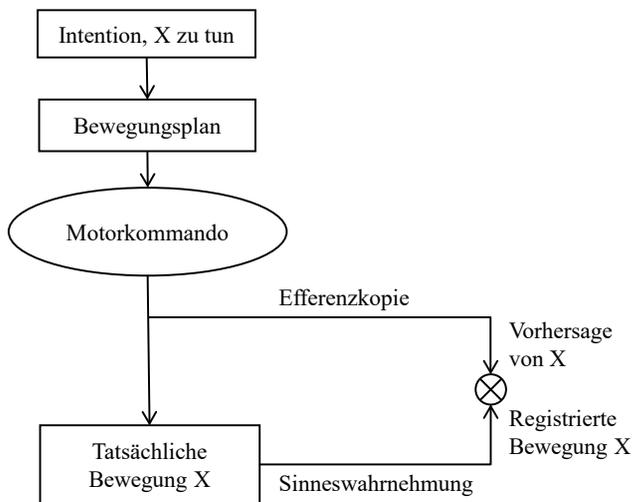 Intention, X zu tun
Bewegungsplan
Motorkommando
Efferenzkopie
Vorhersage
von X
Registrierte
Bewegung X
Tatsächliche
Bewegung X
Sinneswahrnehmung